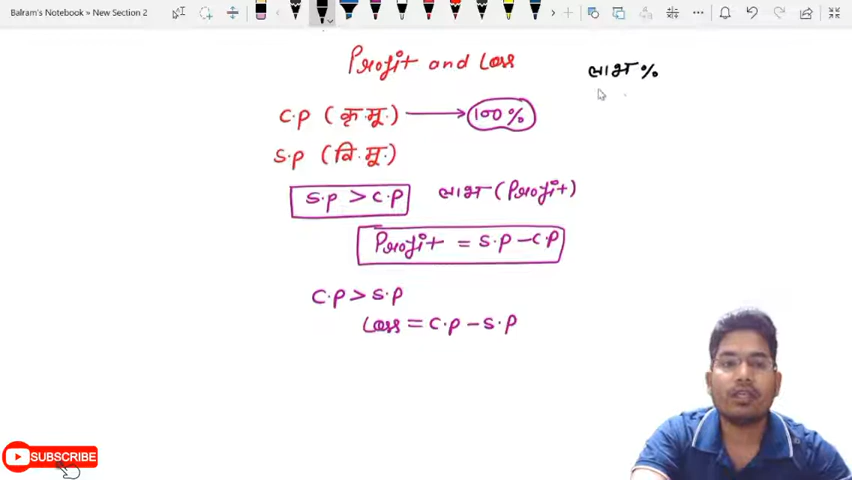 Balram's Notebook » New Section 2
Profit and Loss
लाभ %
C.P (क्र.मू.) → 100%
S.P (वि.मू.)
S.P > C.P लाभ (Profit)
Profit = S.P - C.P
C.P > S.P
Loss = C.P - S.P
SUBSCRIBE